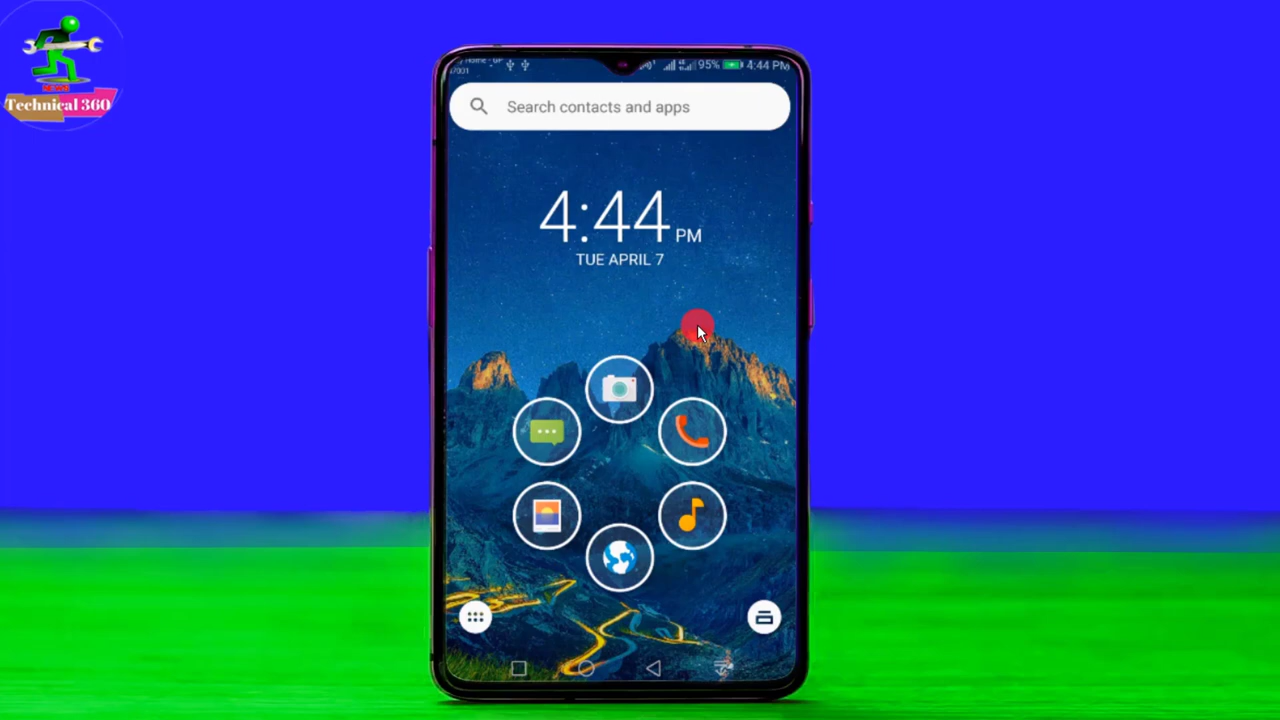 Technical 360
95% 4:44 PM
Search contacts and apps
4:44 PM
TUE APRIL 7